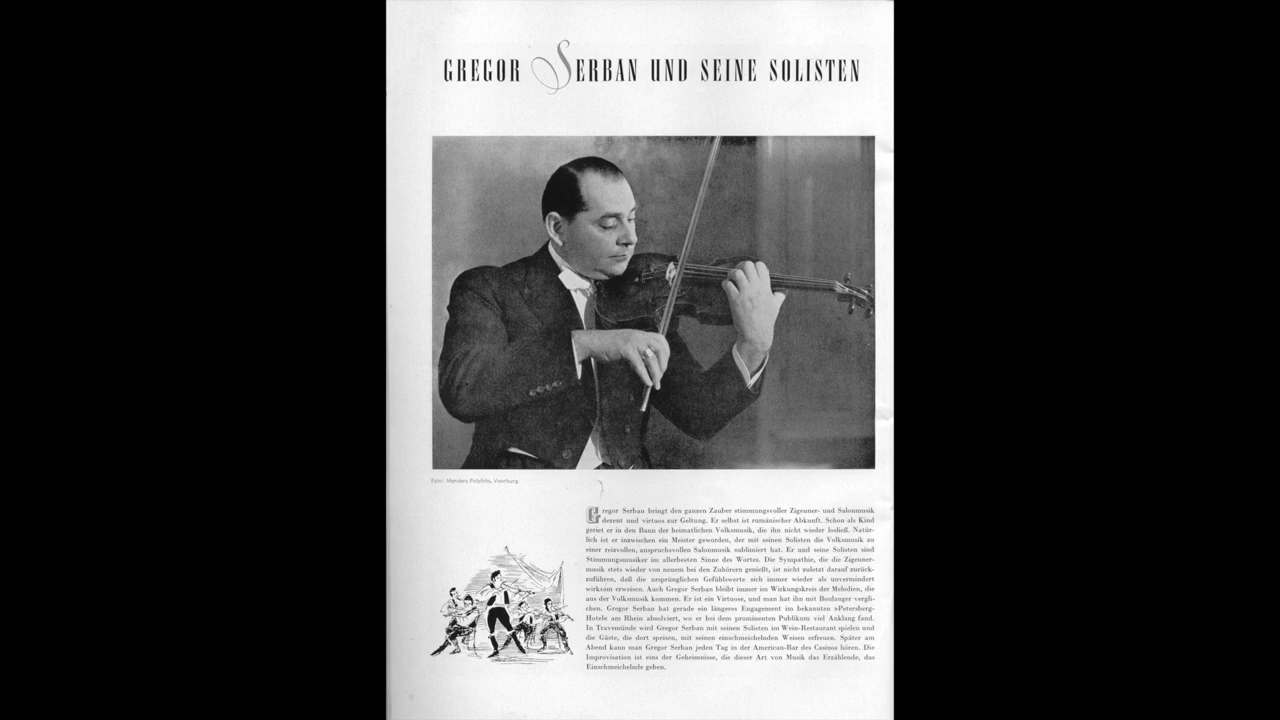 GREGOR SERBAN UND SEINE SOLISTEN
Foto: Menders Polyfoto, Voorburg
Gregor Serban bringt den ganzen Zauber stimmungsvoller Zigeuner- und Salonmusik
dezent und virtuos zur Geltung. Er selbst ist rumänischer Abkunft. Schon als Kind
geriet er in den Bann der heimatlichen Volksmusik, die ihn nicht wieder losließ. Natür-
lich ist er inzwischen ein Meister geworden, der mit seinen Solisten die Volksmusik zu
einer reizvollen, anspruchsvollen Salonmusik sublimiert hat. Er und seine Solisten sind
Stimmungsmusiker im allerbesten Sinne des Wortes. Die Sympathie, die die Zigeuner-
musik stets wieder von neuem bei den Zuhörern genießt, ist nicht zuletzt darauf zurück-
zuführen, daß die ursprünglichen Gefühlswerte sich immer wieder als unvermindert
wirksam erweisen. Auch Gregor Serban bleibt immer im Wirkungskreis der Melodien, die
aus der Volksmusik kommen. Er ist ein Virtuose, und man hat ihn mit Boulanger vergli-
chen. Gregor Serban hat gerade ein längeres Engagement im bekannten »Petersberg-
Hotel« am Rhein absolviert, wo er bei dem prominenten Publikum viel Anklang fand.
In Travemünde wird Gregor Serban mit seinen Solisten im Wein-Restaurant spielen und
die Gäste, die dort speisen, mit seinen einschmeichelnden Weisen erfreuen. Später am
Abend kann man Gregor Serban jeden Tag in der American-Bar des Casinos hören. Die
Improvisation ist eins der Geheimnisse, die dieser Art von Musik das Erzählende, das
Einschmeichelnde geben.